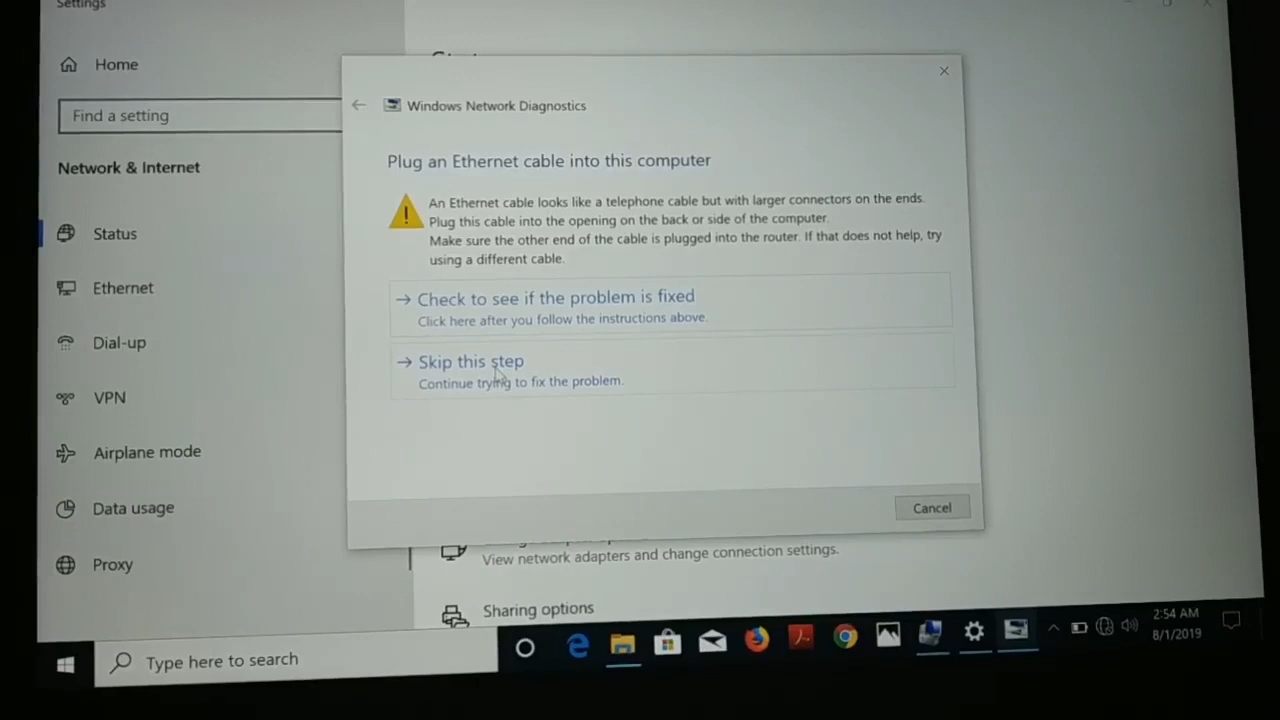 Settings
Home
Find a setting
Network & Internet
Status
Ethernet
Dial-up
VPN
Airplane mode
Data usage
Proxy
Windows Network Diagnostics
Plug an Ethernet cable into this computer
An Ethernet cable looks like a telephone cable but with larger connectors on the ends.
Plug this cable into the opening on the back or side of the computer.
Make sure the other end of the cable is plugged into the router. If that does not help, try
using a different cable.
Check to see if the problem is fixed
Click here after you follow the instructions above.
Skip this step
Continue trying to fix the problem.
Cancel
View network adapters and change connection settings.
Sharing options
Type here to search
2:54 AM
8/1/2019